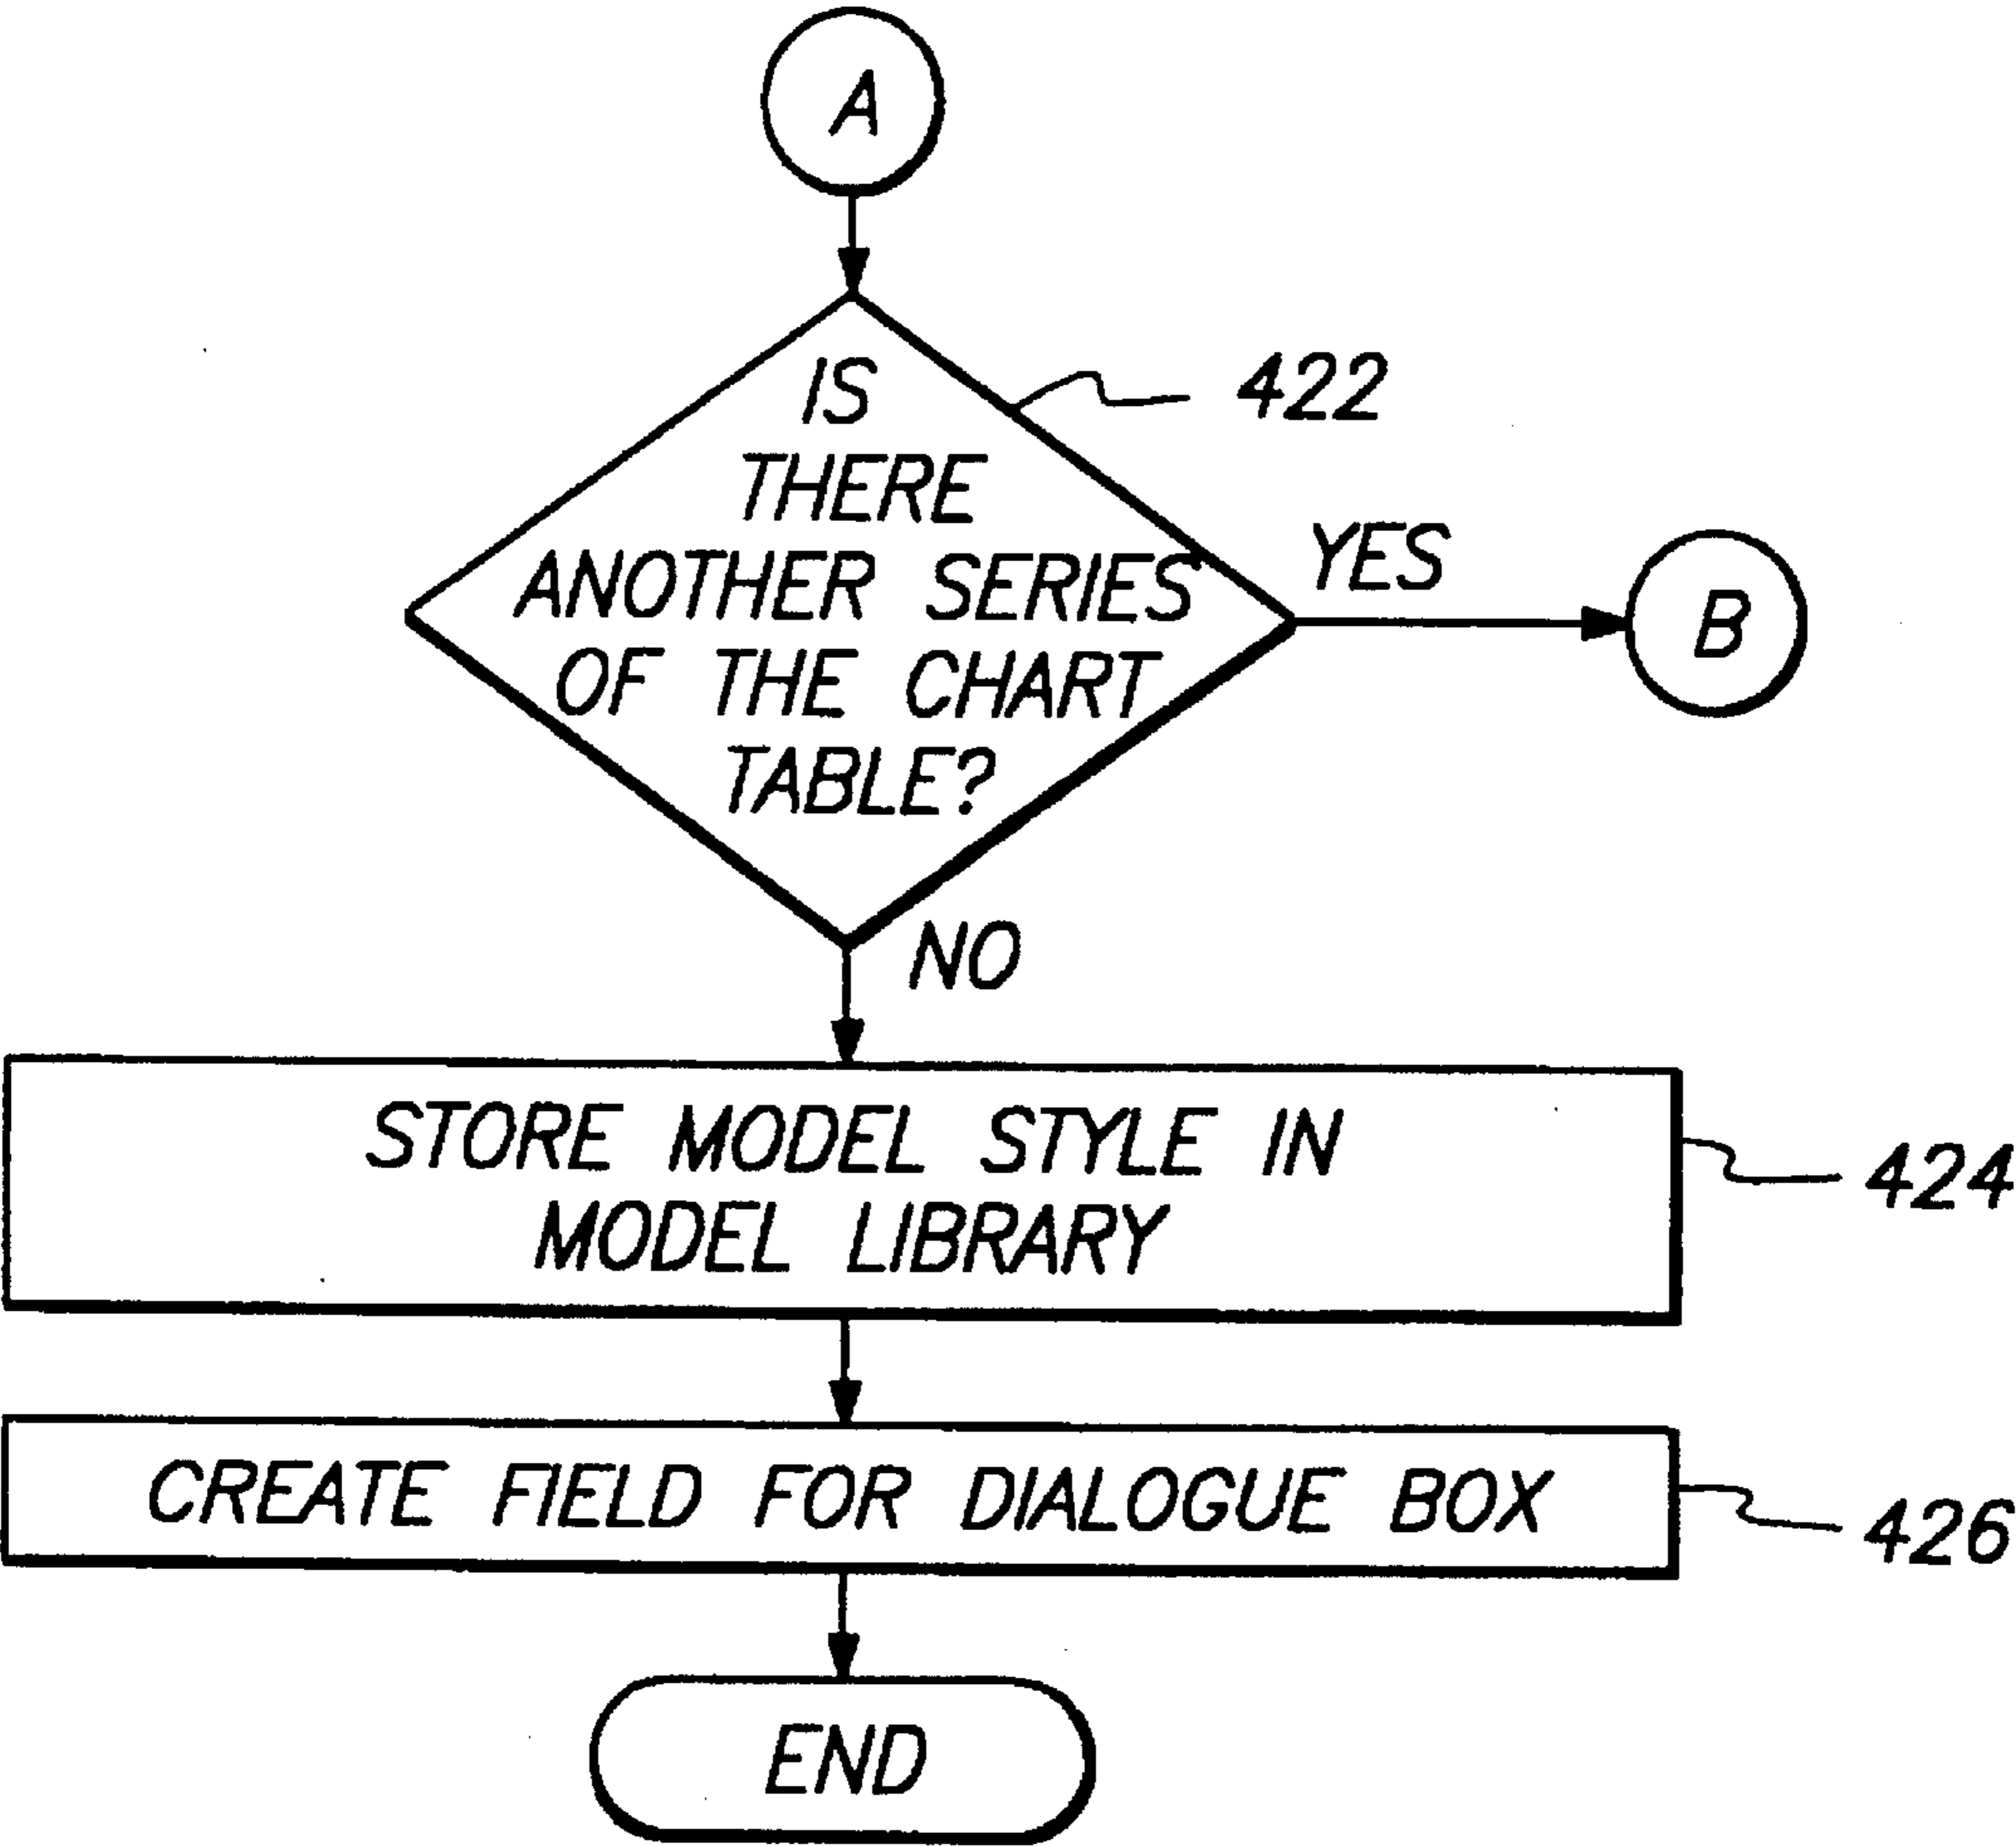 A
IS
THERE
ANOTHER SERIES
OF THE CHART
TABLE?
422
YES
B
NO
STORE MODEL STYLE IN
MODEL LIBRARY
424
CREATE FIELD FOR DIALOGUE BOX
426
END